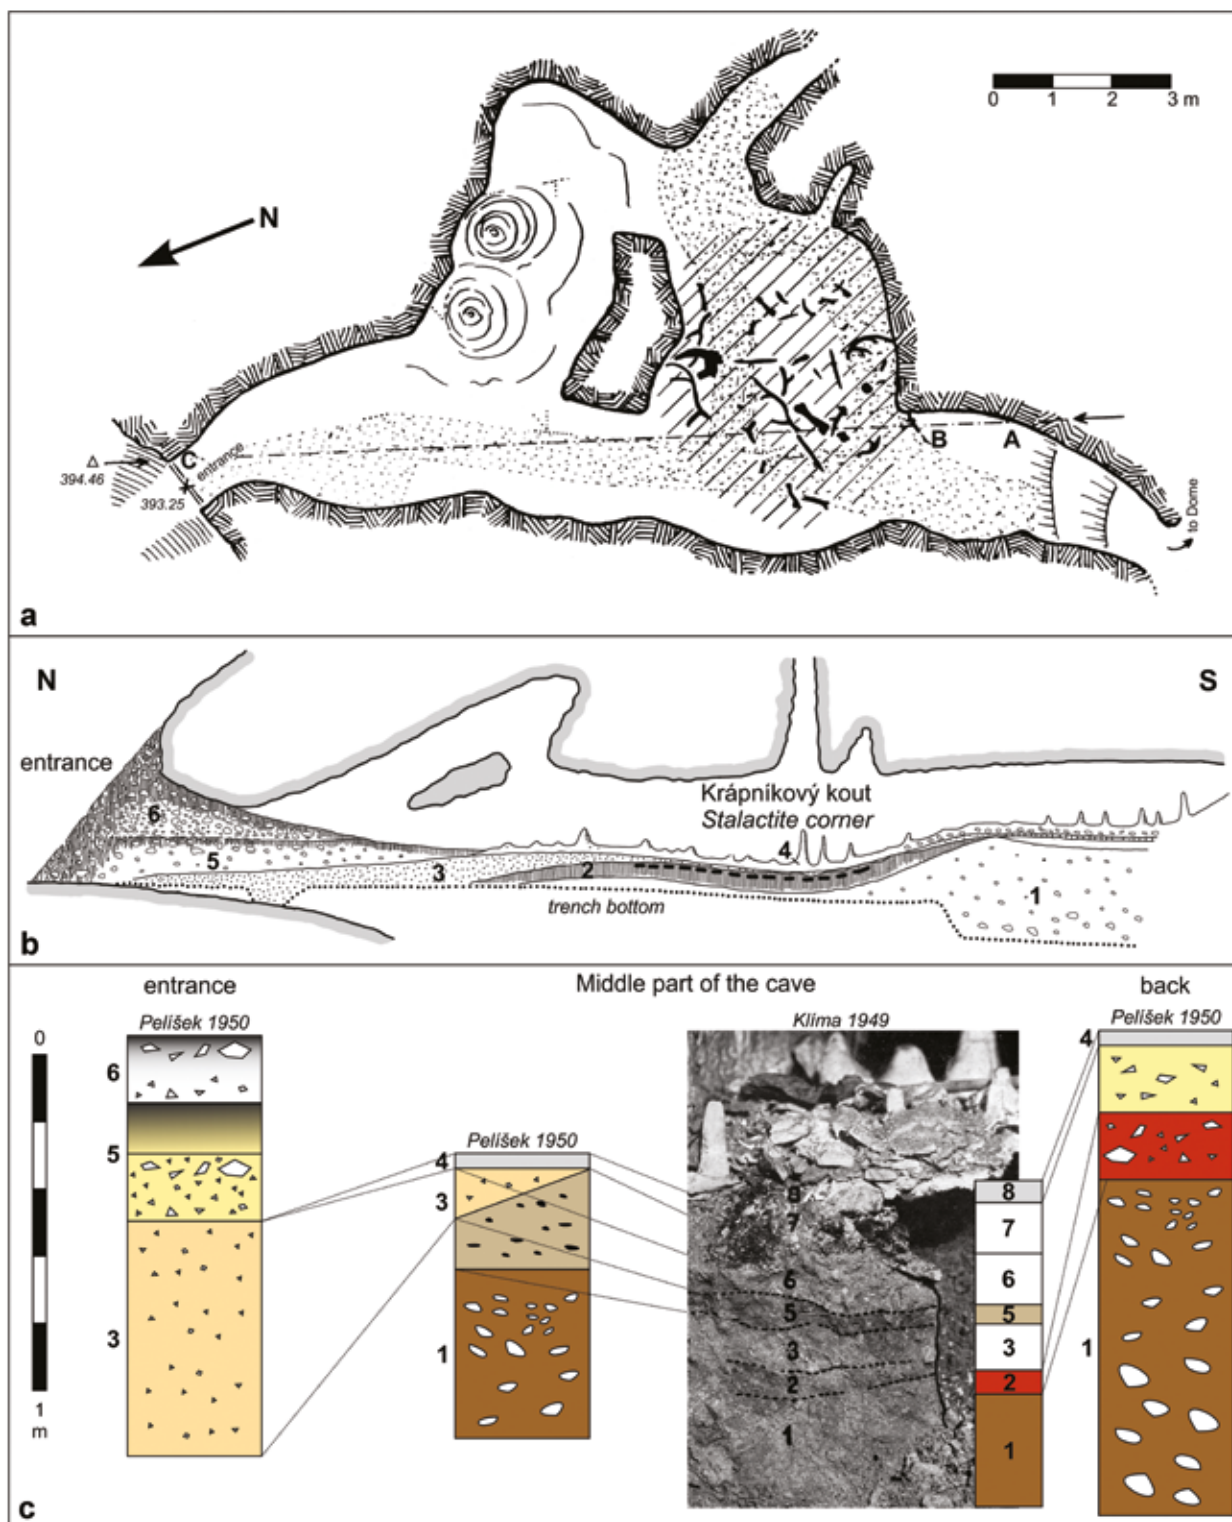 0 1 2 3 m
N
B
A
C
entrance
394.46
393.25
to Dome
a
N
S
entrance
Krápníkový kout
Stalactite corner
6
5
3
2
4
1
trench bottom
b
entrance
Middle part of the cave
back
Pelíšek 1950
Klíma 1949
Pelíšek 1950
Pelíšek 1950
0
1
m
6
5
3
4
3
1
8
7
6
5
3
2
1
8
7
6
5
3
2
1
4
1
c